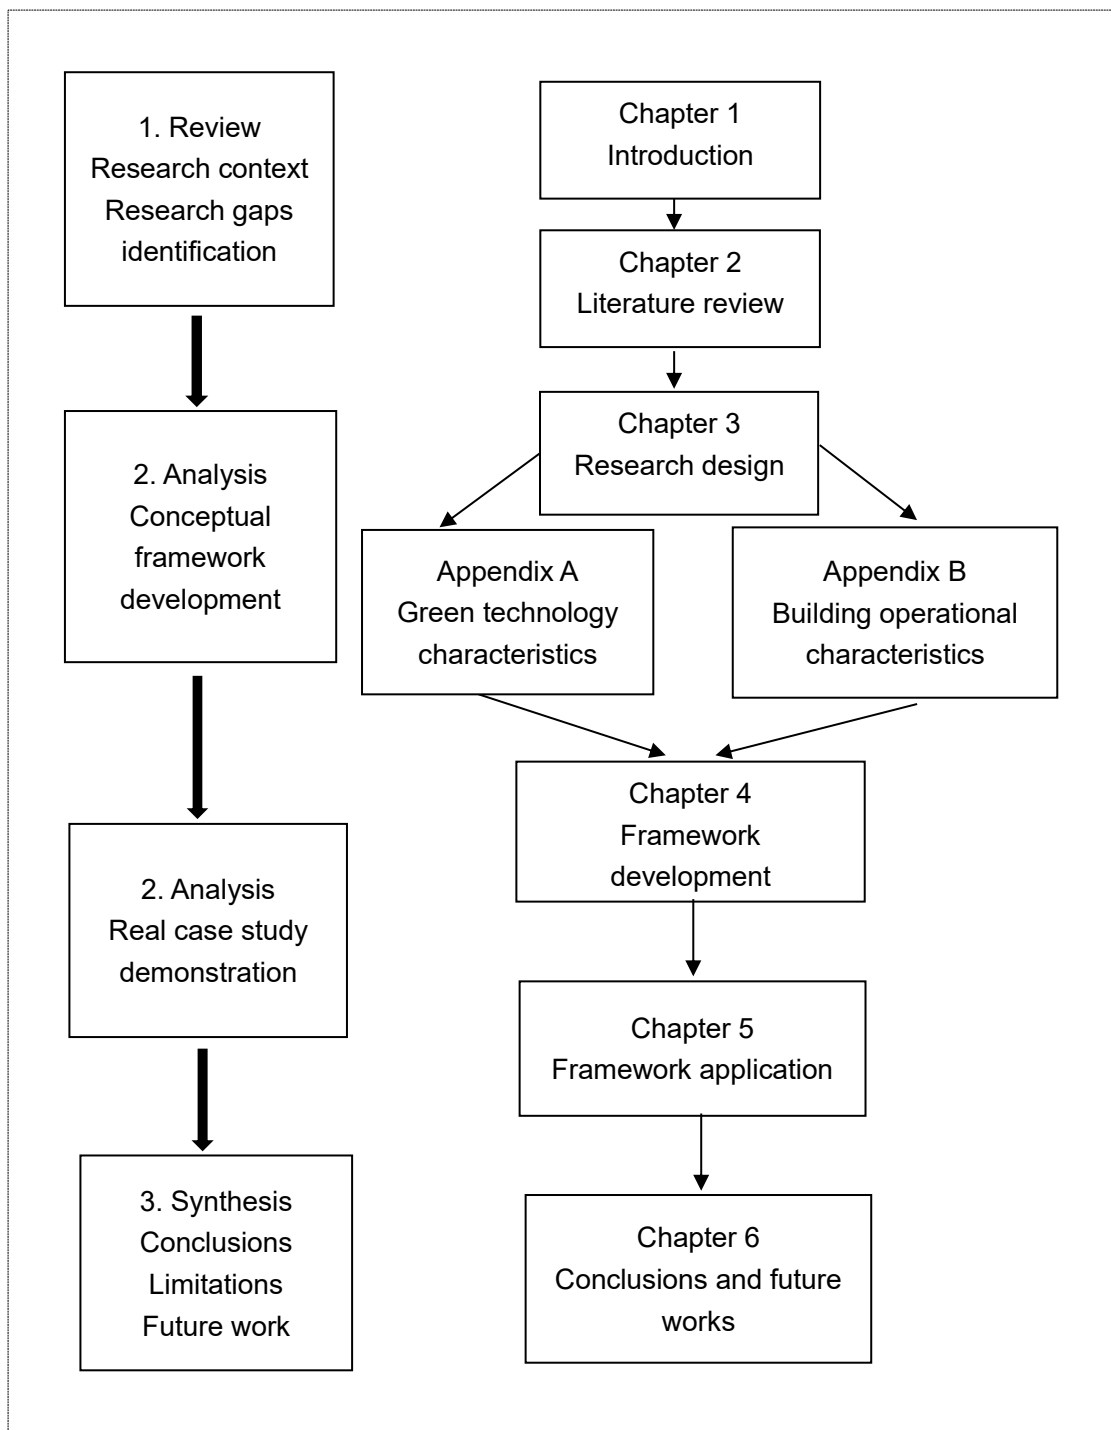 1. Review
Research context
Research gaps
identification
2. Analysis
Conceptual
framework
development
2. Analysis
Real case study
demonstration
3. Synthesis
Conclusions
Limitations
Future work
Chapter 1
Introduction
Chapter 2
Literature review
Chapter 3
Research design
Appendix A
Green technology
characteristics
Appendix B
Building operational
characteristics
Chapter 4
Framework
development
Chapter 5
Framework application
Chapter 6
Conclusions and future
works